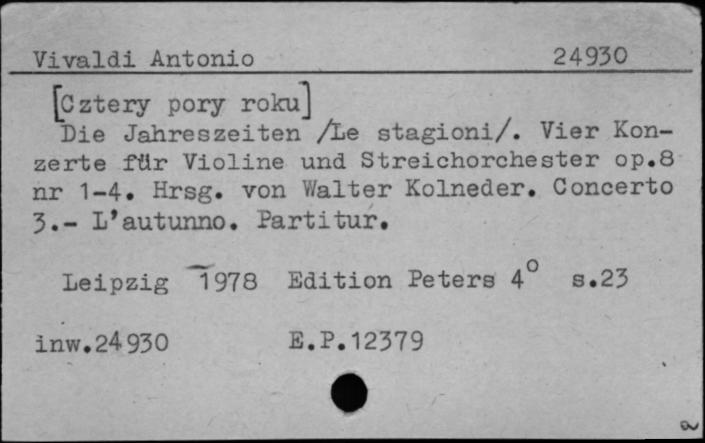 Vivaldi Antonio 24930
[Cztery pory roku]
Die Jahreszeiten /Le stagioni/. Vier Kon-
zerte für Violine und Streichorchester op.8
nr 1-4. Hrsg. von Walter Kolneder. Concerto
3.- L'autunno. Partitur.
Leipzig 1978 Edition Peters 4° s.23
inw.24930 E.P.12379
a